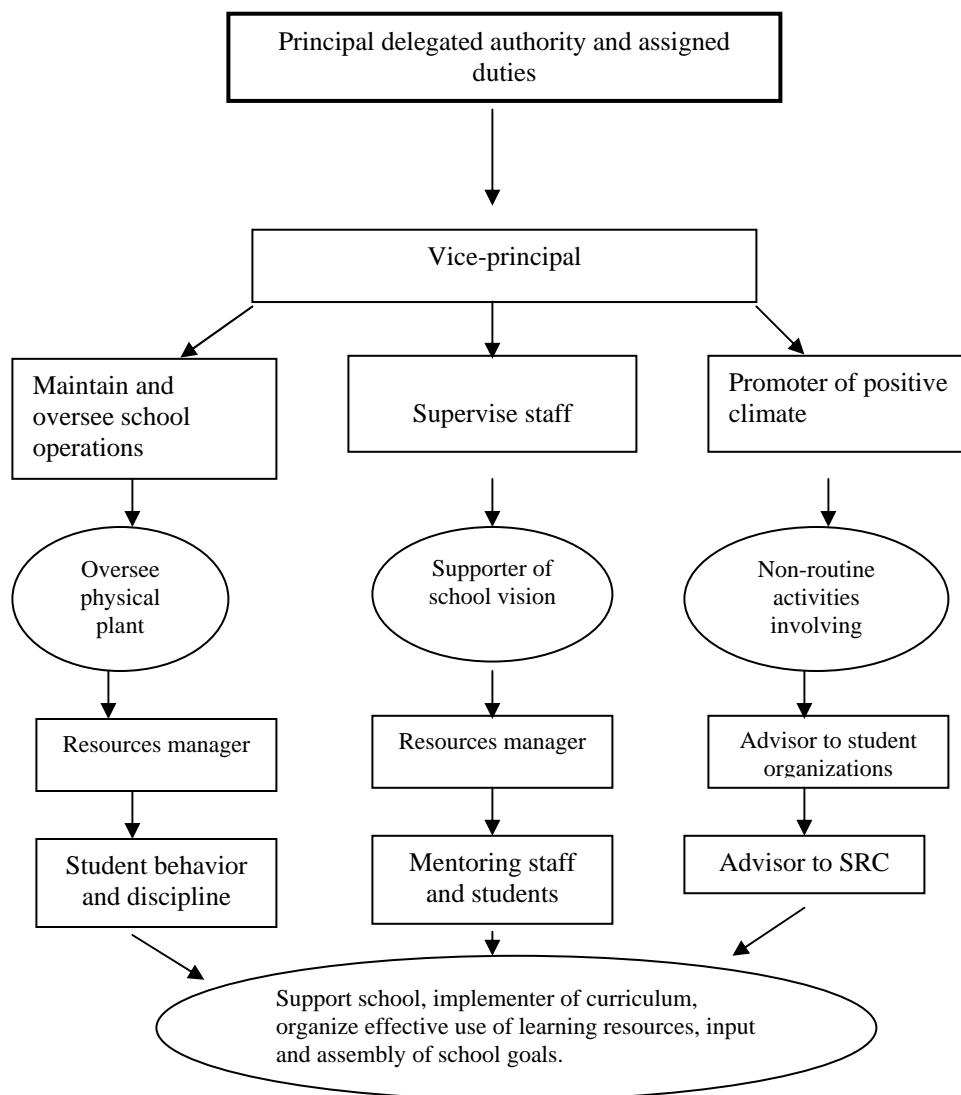 Principal delegated authority and assigned
duties
Vice-principal
Maintain and
oversee school
operations
Supervise staff
Promoter of positive
climate
Oversee
physical
plant
Supporter of
school vision
Non-routine
activities
involving
Resources manager
Resources manager
Advisor to student
organizations
Student behavior
and discipline
Mentoring staff
and students
Advisor to SRC
Support school, implementer of curriculum,
organize effective use of learning resources, input
and assembly of school goals.